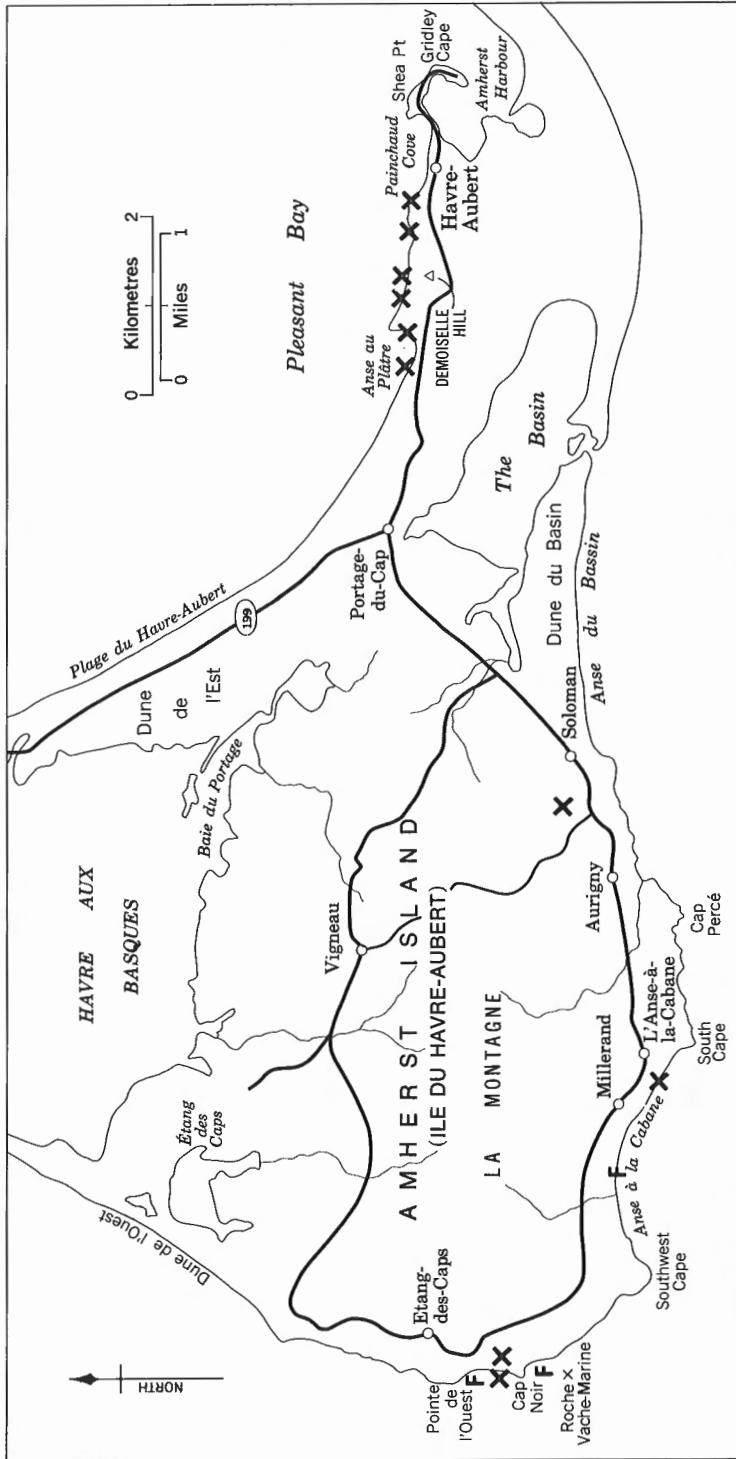 NORTH
Dune de l'Ouest
Étang
des
Caps
HAVRE AUX
BASQUES
Baie du Portage
Dune
de
l'Est
199
Plage du Havre-Aubert
0 Kilometres 2
0 Miles 1
Pleasant Bay
Anse au
Plâtre
Painchaud
Cove
Shea Pt
Gridley
Cape
Amherst
Harbour
Havre-
Aubert
DEMOISELLE
HILL
Portage-
du-Cap
The Basin
Dune du Basin
Anse du Bassin
Soloman
Vigneau
AMHERST ISLAND
(ILE DU HAVRE-AUBERT)
LA MONTAGNE
Etang-
des-Caps
Pointe
de
l'Ouest
F
Cap
Noir
F
Roche ×
Vache-Marine
Southwest
Cape
F
Anse à la Cabane
Millerand
L'Anse-à-
la-Cabane
South
Cape
Aurigny
Cap
Percé